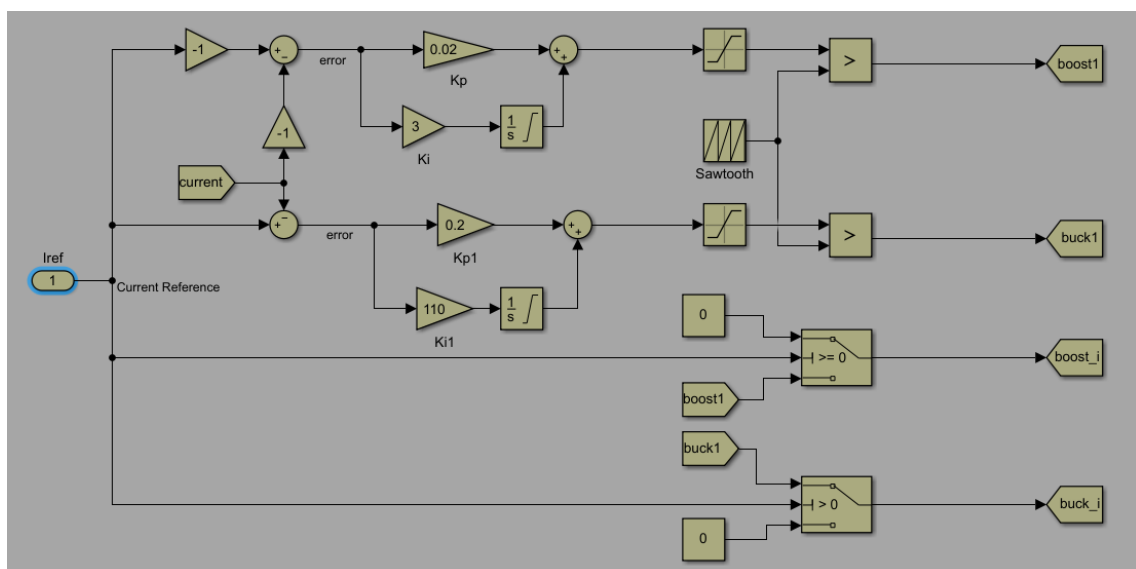 -1
error
0.02
Kp
>
boost1
-1
3
Ki
1
s
Sawtooth
current
error
0.2
Kp1
>
buck1
Iref
1
Current Reference
110
Ki1
1
s
0
>= 0
boost_i
boost1
buck1
> 0
buck_i
0